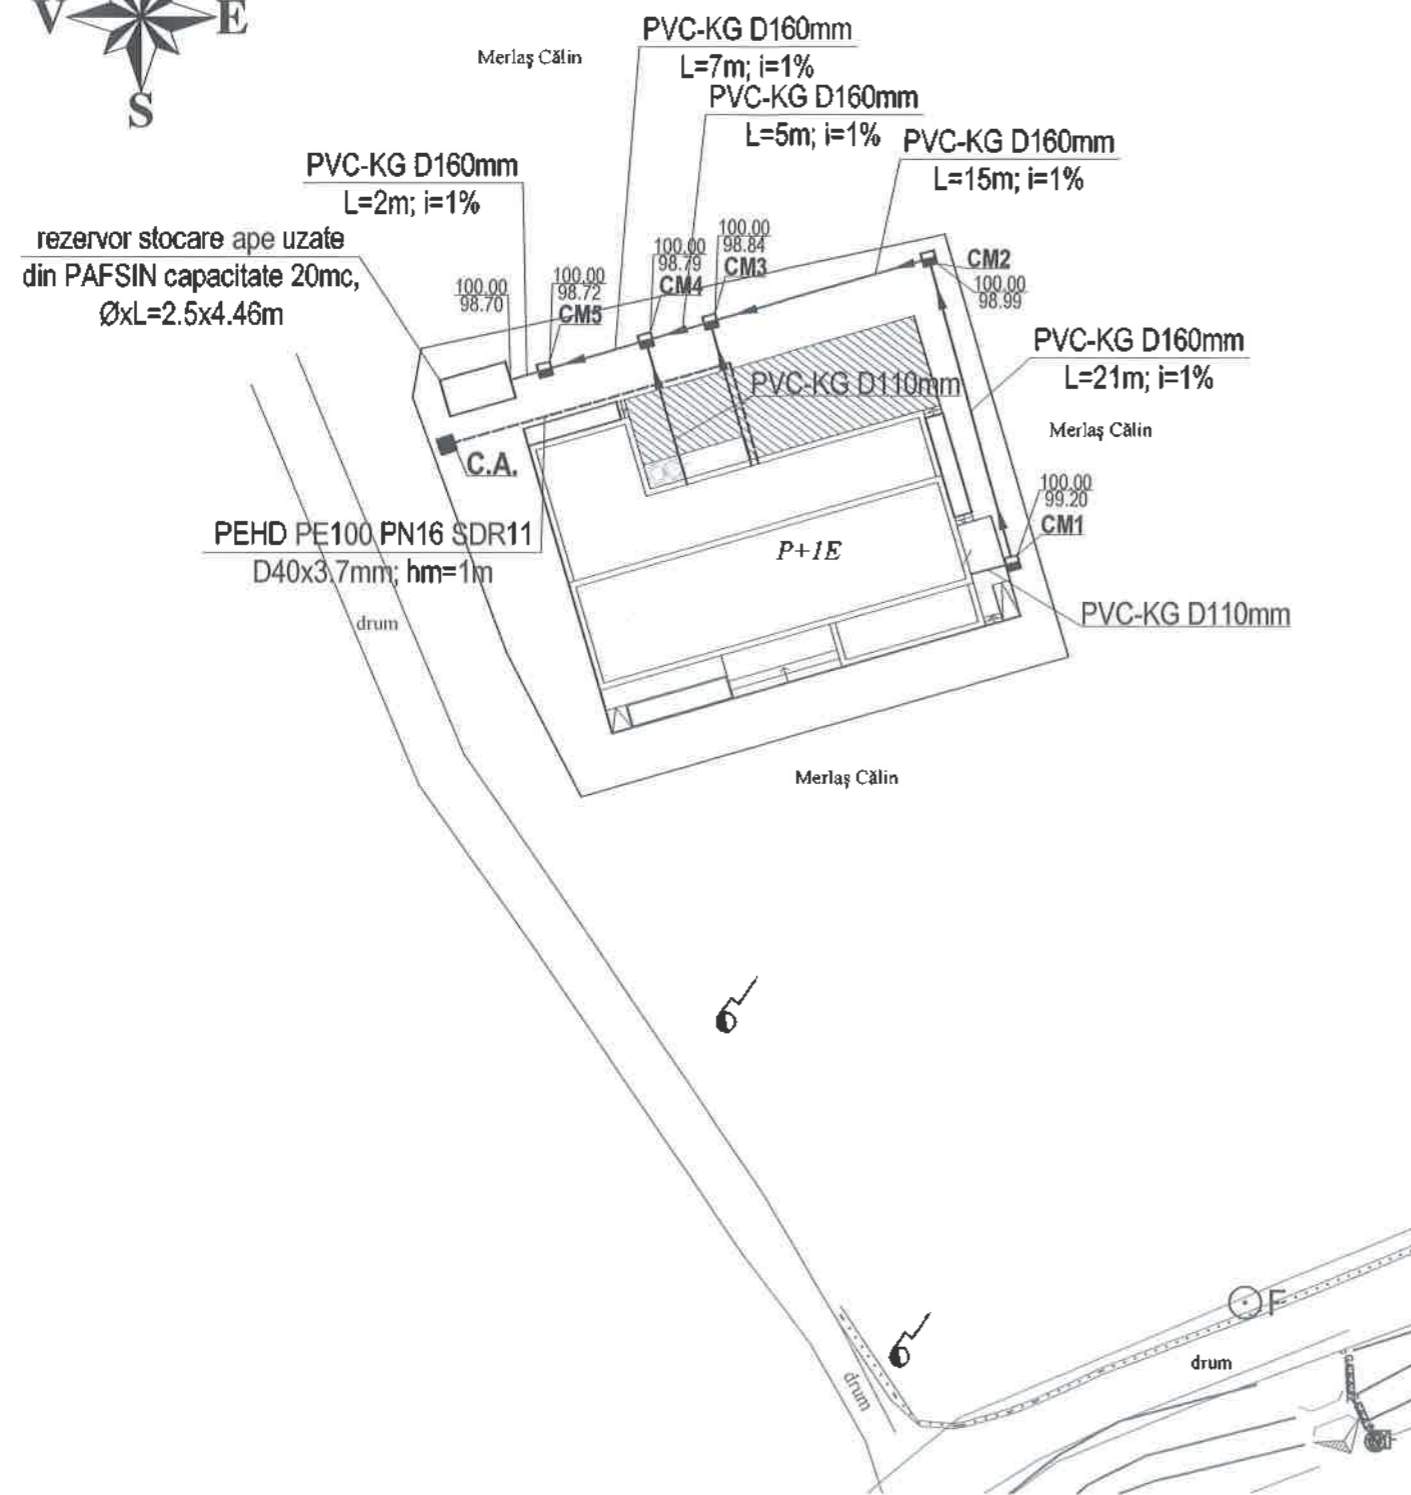 V
E
S
Merlaş Călin
PVC-KG D160mm
L=7m; i=1%
PVC-KG D160mm
L=5m; i=1%
PVC-KG D160mm
L=15m; i=1%
PVC-KG D160mm
L=2m; i=1%
rezervor stocare ape uzate
din PAFSIN capacitate 20mc,
ØxL=2.5x4.46m
100.00
98.70
100.00
98.72
CM5
100.00
98.79
CM4
100.00
98.84
CM3
CM2
100.00
98.99
PVC-KG D160mm
L=21m; i=1%
Merlaş Călin
PVC-KG D110mm
C.A.
100.00
99.20
CM1
PEHD PE100 PN16 SDR11
D40x3.7mm; hm=1m
P+1E
PVC-KG D110mm
drum
Merlaş Călin
F
drum
drum